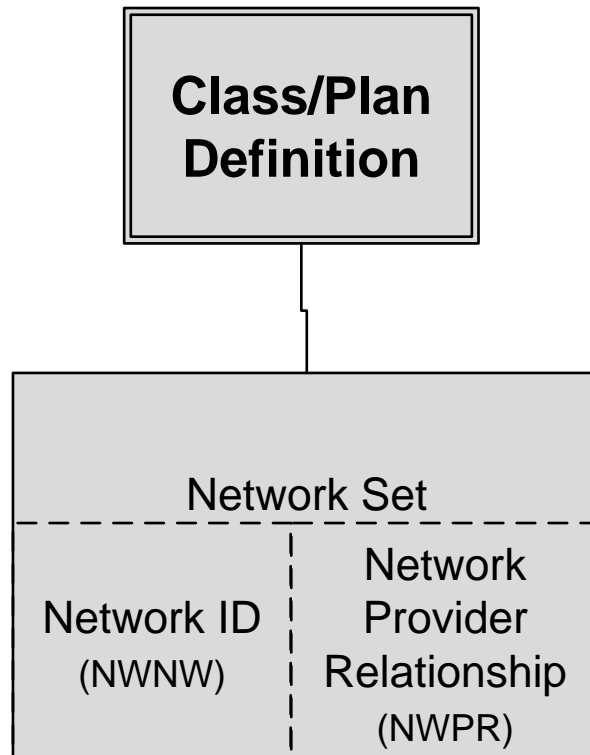 Class/Plan
Definition
Network Set
Network ID
(NWNW)
Network
Provider
Relationship
(NWPR)